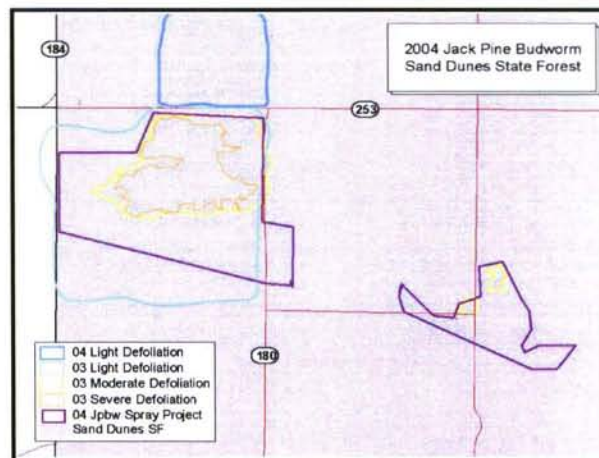 2004 Jack Pine Budworm
Sand Dunes State Forest
184
253
180
04 Light Defoliation
03 Light Defoliation
03 Moderate Defoliation
03 Severe Defoliation
04 Jpbw Spray Project
Sand Dunes SF